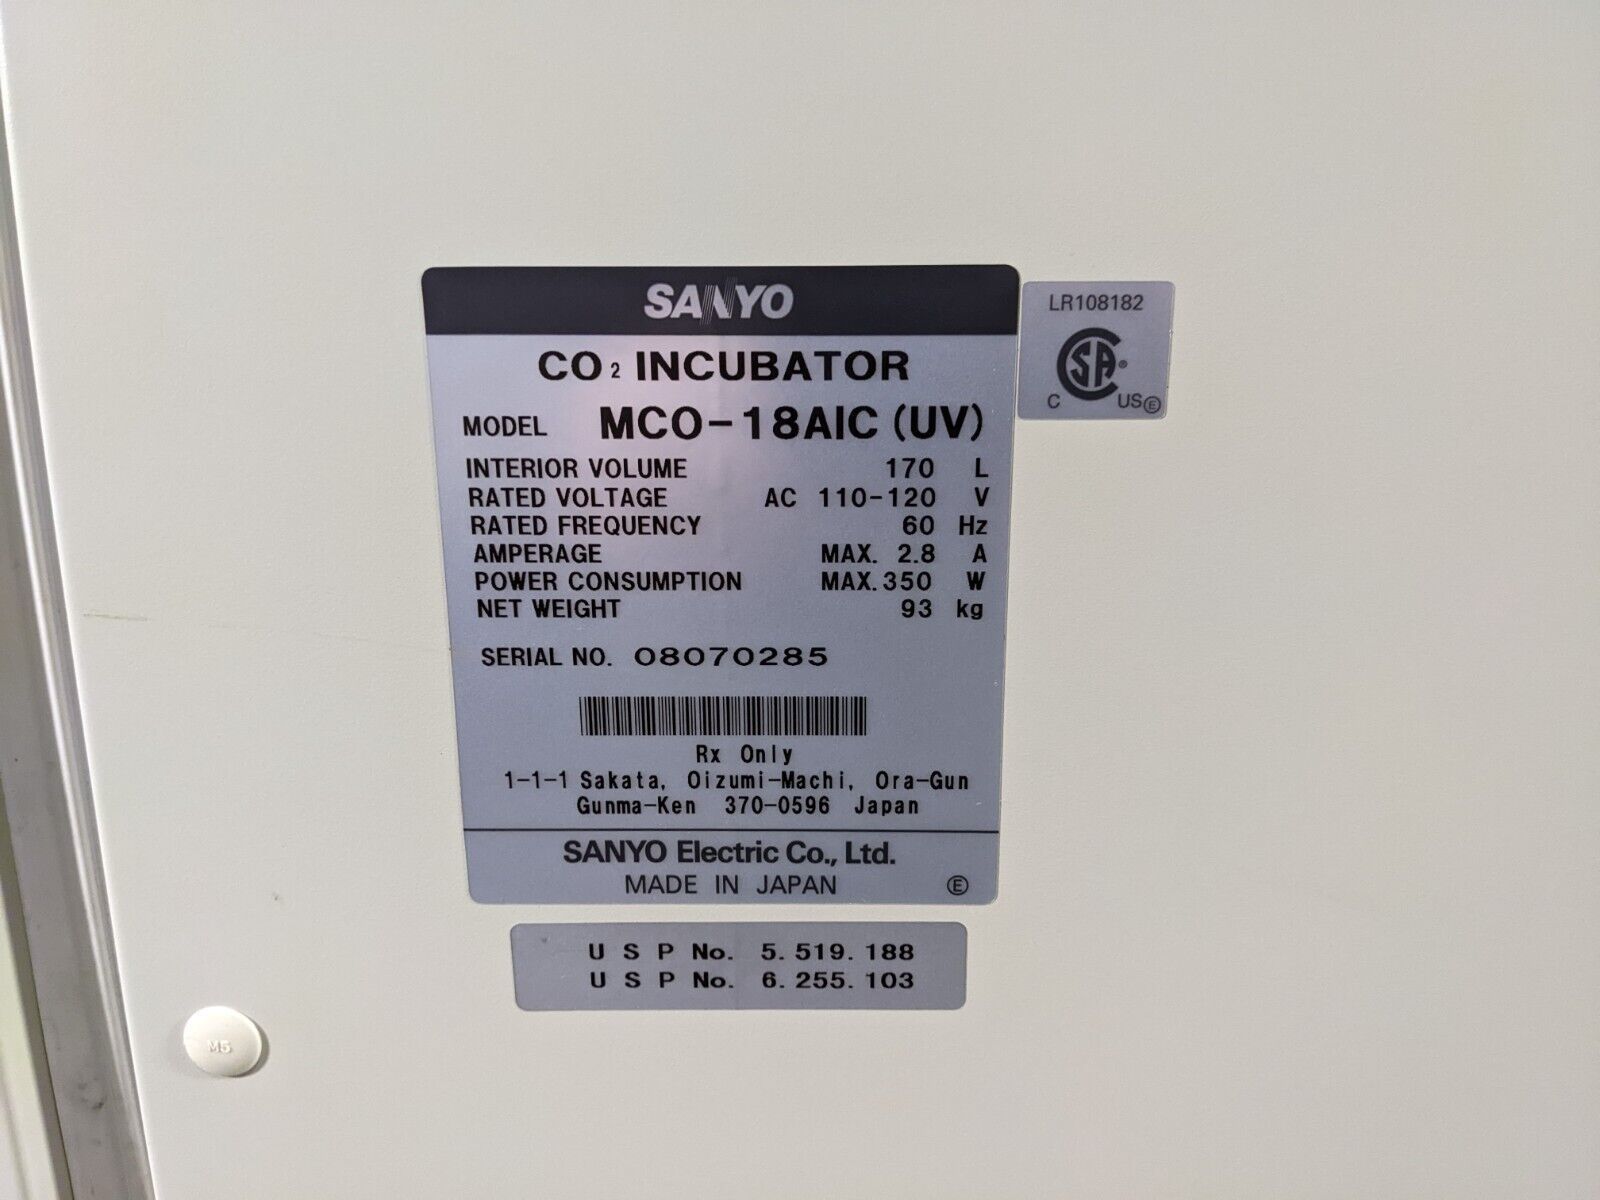 SANYO
CO2 INCUBATOR
MODEL MCO-18AIC (UV)
INTERIOR VOLUME 170 L
RATED VOLTAGE AC 110-120 V
RATED FREQUENCY 60 Hz
AMPERAGE MAX. 2.8 A
POWER CONSUMPTION MAX. 350 W
NET WEIGHT 93 kg
SERIAL NO. 08070285
Rx Only
1-1-1 Sakata, Oizumi-Machi, Ora-Gun
Gunma-Ken 370-0596 Japan
SANYO Electric Co., Ltd.
MADE IN JAPAN Ⓔ
LR108182
CSA®
C US Ⓔ
U S P No. 5. 519. 188
U S P No. 6. 255. 103
M5